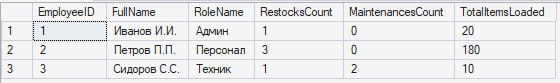 EmployeeID FullName RoleName RestocksCount MaintenancesCount TotalItemsLoaded
1 1 Иванов И.И. Админ 1 0 20
2 2 Петров П.П. Персонал 3 0 180
3 3 Сидоров С.С. Техник 1 2 10